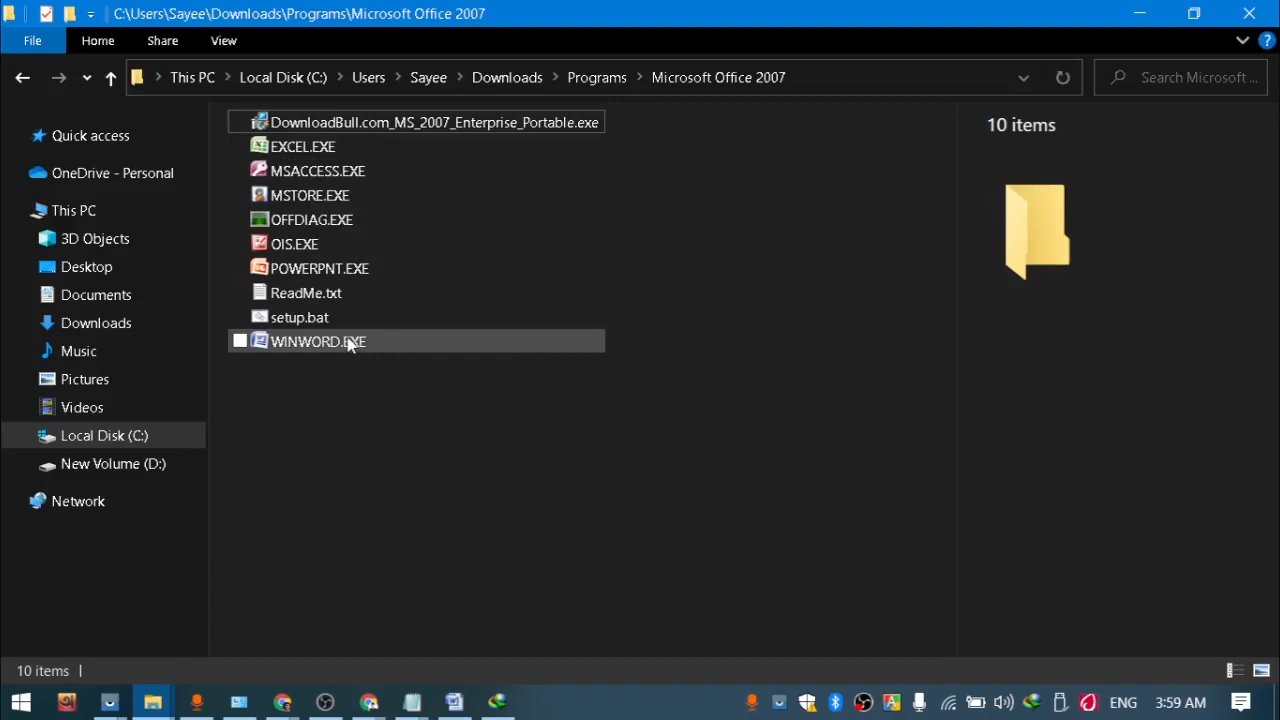 C:\Users\Sayee\Downloads\Programs\Microsoft Office 2007
File Home Share View
This PC Local Disk (C:) Users Sayee Downloads Programs Microsoft Office 2007 Search Microsoft ...
Quick access
OneDrive - Personal
This PC
3D Objects
Desktop
Documents
Downloads
Music
Pictures
Videos
Local Disk (C:)
New Volume (D:)
Network
DownloadBull.com_MS_2007_Enterprise_Portable.exe
EXCEL.EXE
MSACCESS.EXE
MSTORE.EXE
OFFDIAG.EXE
OIS.EXE
POWERPNT.EXE
ReadMe.txt
setup.bat
WINWORD.EXE
10 items
10 items
ENG 3:59 AM